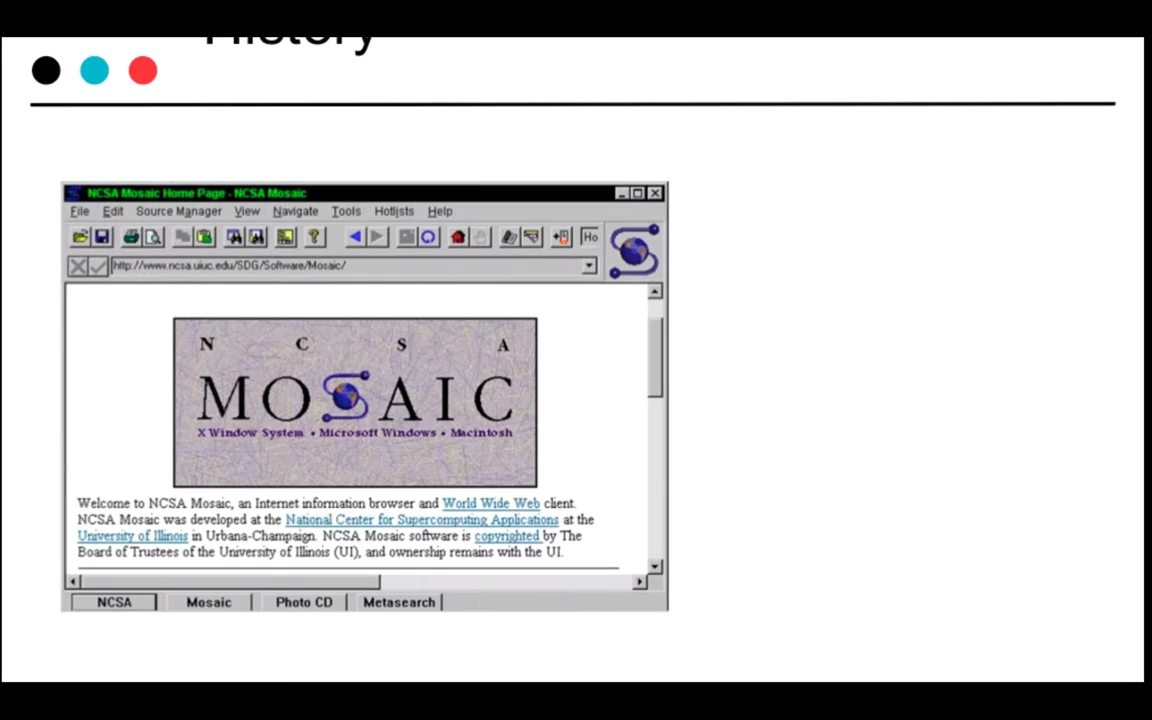 History
NCSA Mosaic Home Page - NCSA Mosaic
File Edit Source Manager View Navigate Tools Hotlists Help
Ho
http://www.ncsa.uiuc.edu/SDG/Software/Mosaic/
N C S A
MOSAIC
X Window System • Microsoft Windows • Macintosh
Welcome to NCSA Mosaic, an Internet information browser and World Wide Web client.
NCSA Mosaic was developed at the National Center for Supercomputing Applications at the
University of Illinois in Urbana-Champaign. NCSA Mosaic software is copyrighted by The
Board of Trustees of the University of Illinois (UI), and ownership remains with the UI.
NCSA Mosaic Photo CD Metasearch